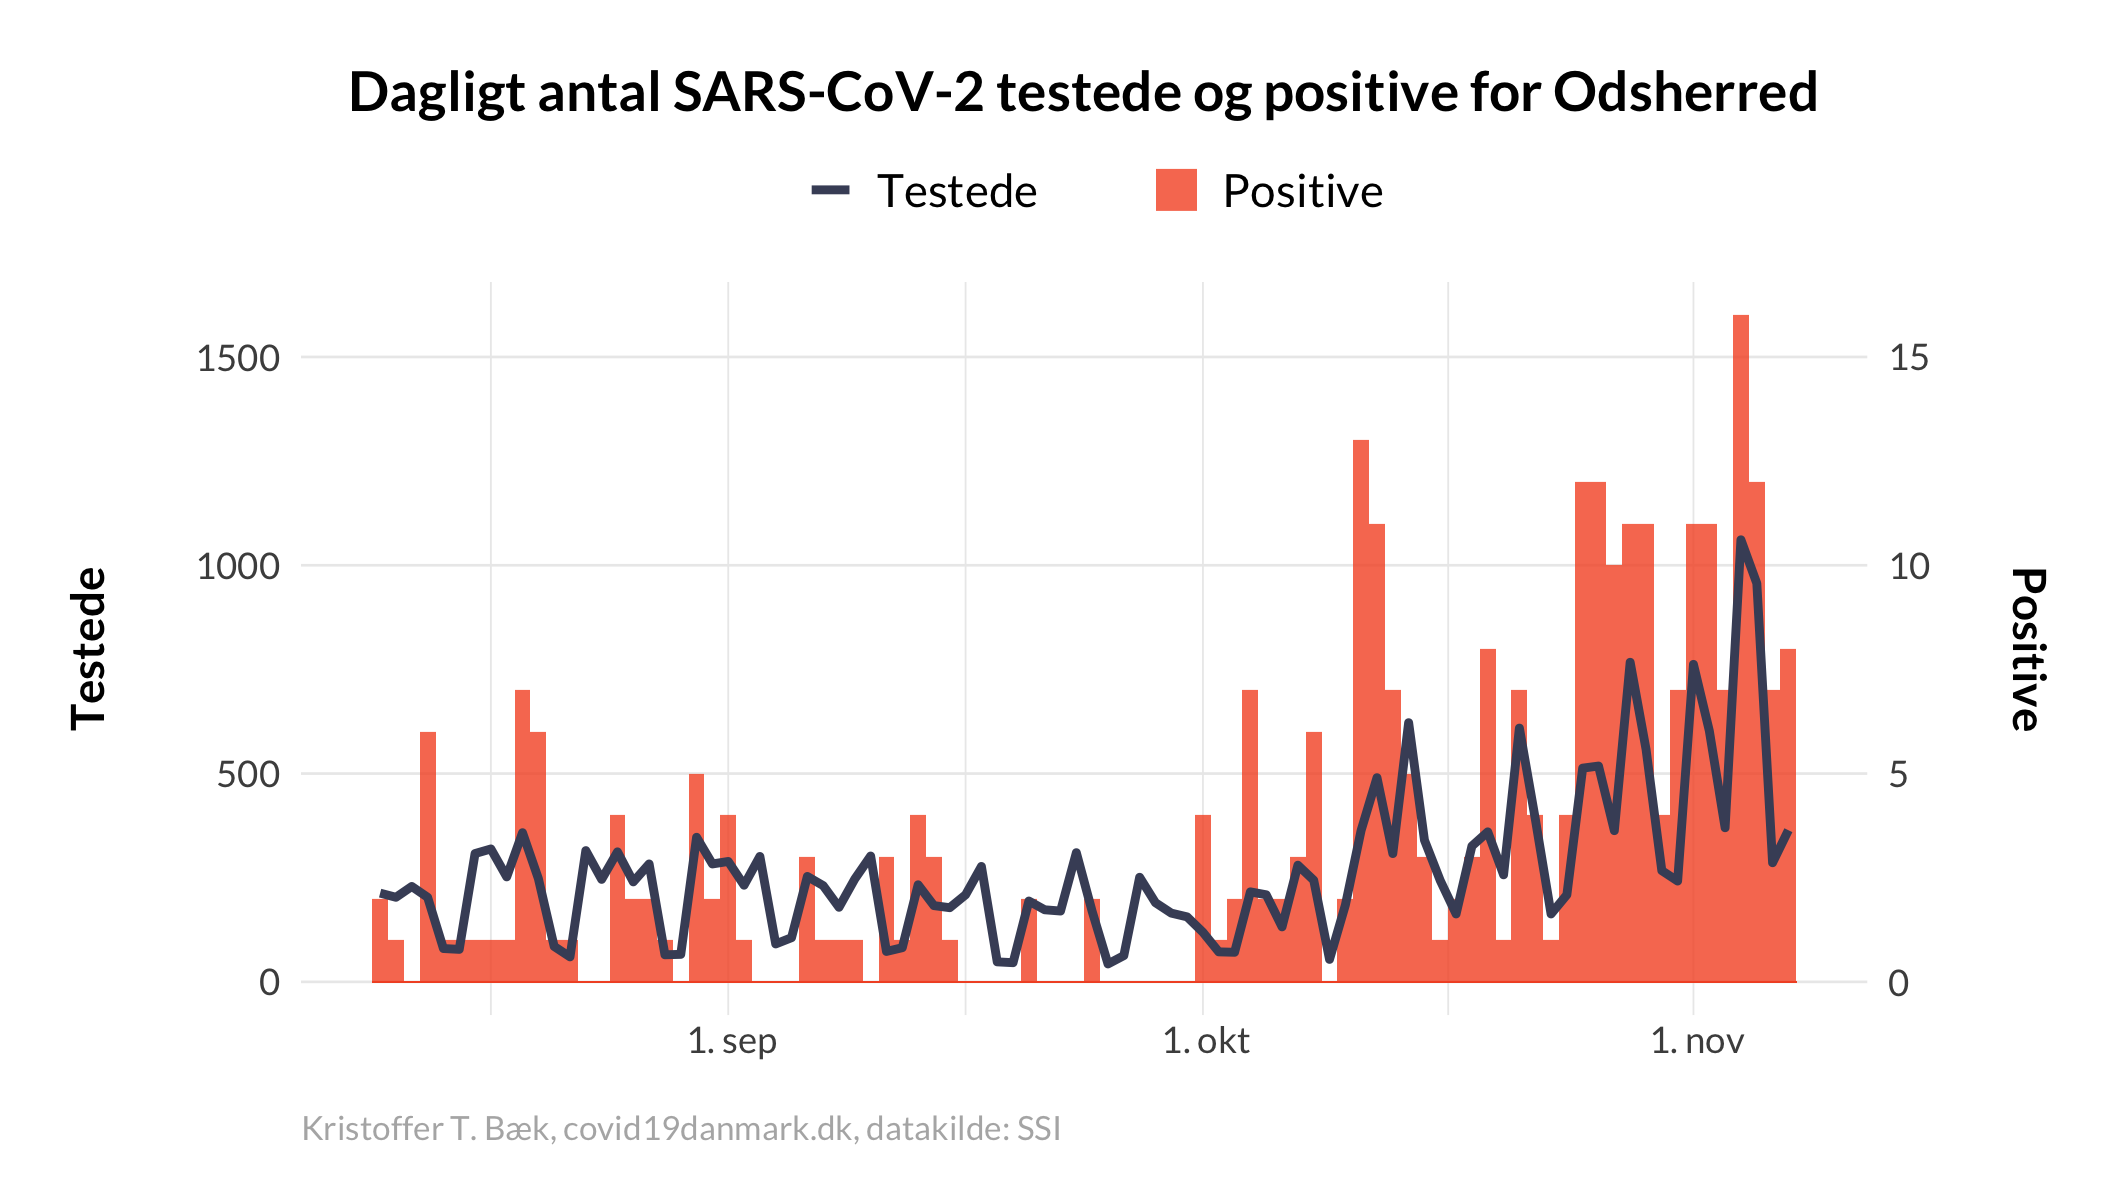 Dagligt antal SARS-CoV-2 testede og positive for Odsherred
Testede
Positive
1500
1000
500
0
15
10
5
0
Testede
Positive
1. sep
1. okt
1. nov
Kristoffer T. Bæk, covid19danmark.dk, datakilde: SSI